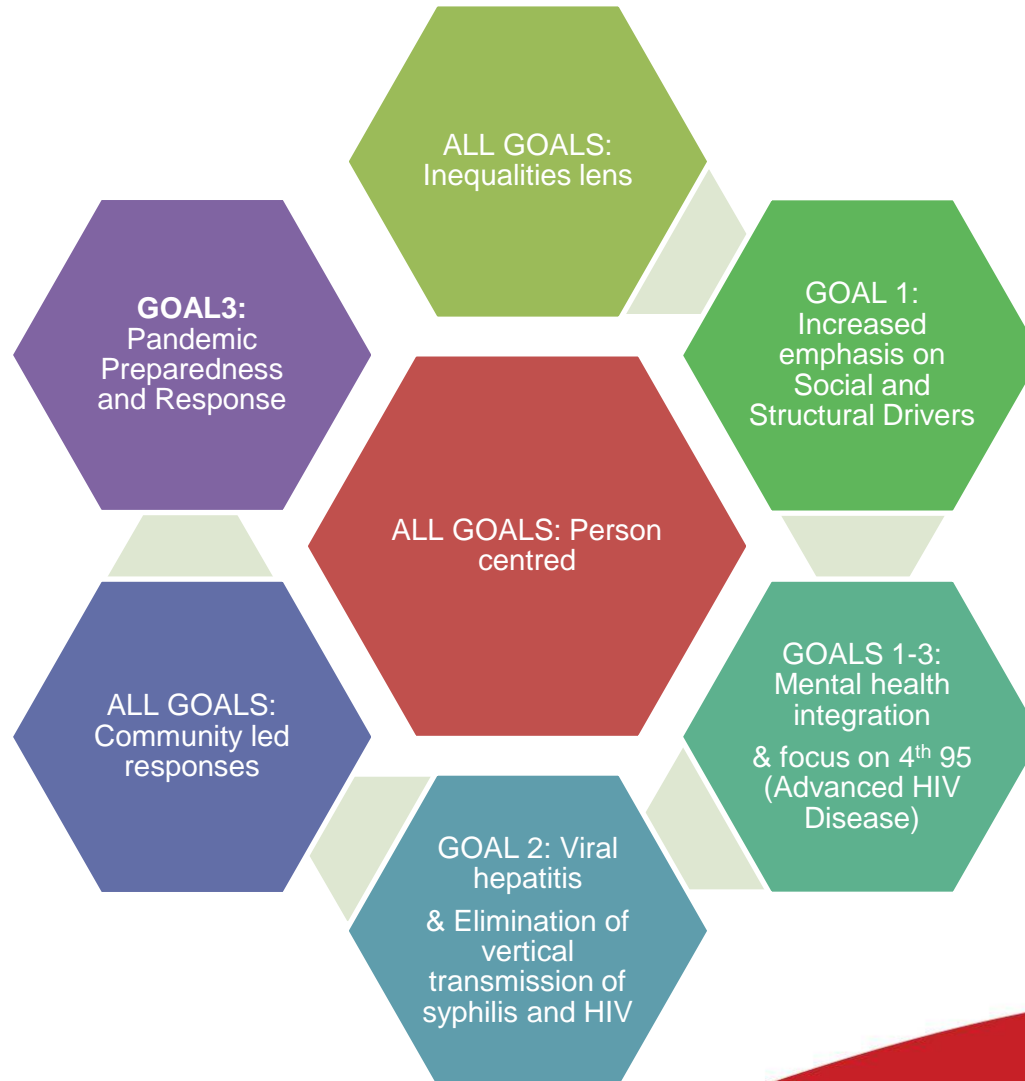 ALL GOALS:
Inequalities lens
GOAL 1:
Increased
emphasis on
Social and
Structural Drivers
GOALS 1-3:
Mental health
integration
& focus on 4th 95
(Advanced HIV
Disease)
GOAL 2: Viral
hepatitis
& Elimination of
vertical
transmission of
syphilis and HIV
ALL GOALS:
Community led
responses
GOAL3:
Pandemic
Preparedness
and Response
ALL GOALS: Person
centred